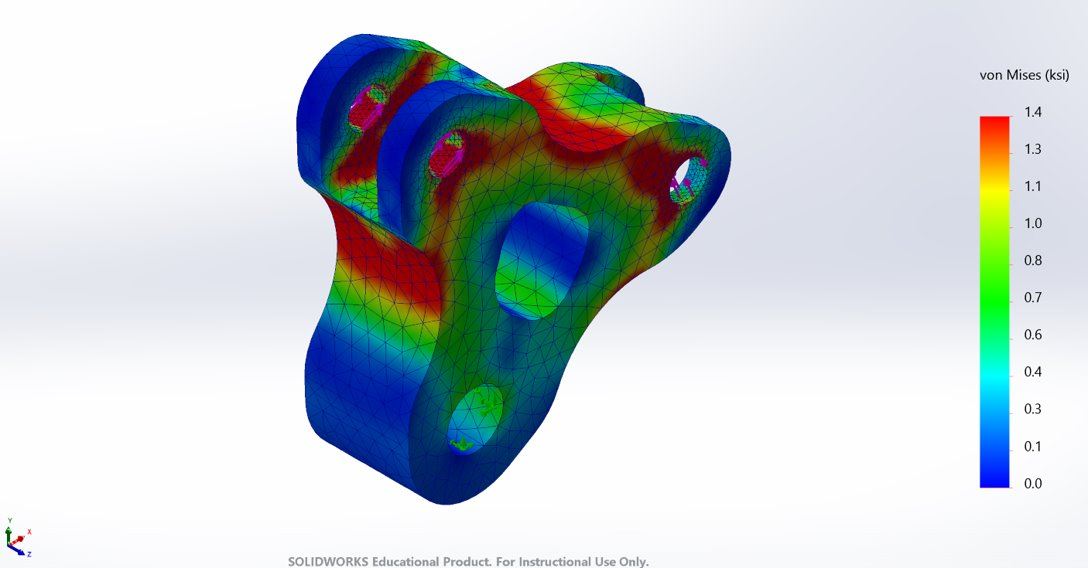 von Mises (ksi)
1.4
1.3
1.1
1.0
0.8
0.7
0.6
0.4
0.3
0.1
0.0
Y
X
Z
SOLIDWORKS Educational Product. For Instructional Use Only.